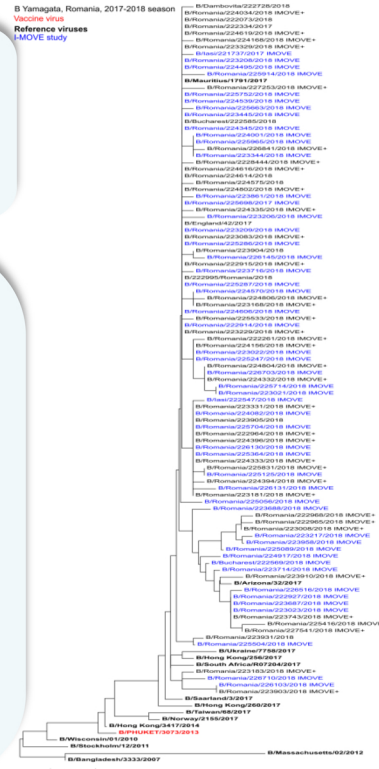 B Yamagata, Romania, 2017-2018 season
Vaccine virus
Reference viruses
I-MOVE study
B/Dambovita/222728/2018
B/Romania/224034/2018 IMOVE+
B/Romania/222073/2018
B/Romania/222334/2017
B/Romania/224619/2018 IMOVE+
B/Romania/224168/2018 IMOVE+
B/Romania/223329/2018 IMOVE+
B/Iasi/221737/2017 IMOVE
B/Romania/223208/2018 IMOVE
B/Romania/224495/2018 IMOVE
B/Romania/225914/2018 IMOVE
B/Mauritius/1791/2017
B/Romania/227253/2018 IMOVE+
B/Romania/225752/2018 IMOVE
B/Romania/224539/2018 IMOVE
B/Romania/225663/2018 IMOVE
B/Romania/223445/2018 IMOVE
B/Bucharest/222585/2018
B/Romania/224345/2018 IMOVE
B/Romania/224001/2018 IMOVE
B/Romania/225965/2018 IMOVE
B/Romania/226841/2018 IMOVE+
B/Romania/223344/2018 IMOVE
B/Romania/2228444/2018 IMOVE+
B/Romania/224616/2018 IMOVE+
B/Romania/224614/2018
B/Romania/224575/2018
B/Romania/224802/2018 IMOVE+
B/Romania/223861/2018 IMOVE
B/Romania/225698/2017 IMOVE
B/Romania/224335/2018 IMOVE+
B/Romania/223206/2018 IMOVE
B/England/42/2017
B/Romania/223209/2018 IMOVE
B/Romania/223083/2018 IMOVE+
B/Romania/225286/2018 IMOVE
B/Romania/223904/2018
B/Romania/226145/2018 IMOVE
B/Romania/222915/2018 IMOVE+
B/Romania/223716/2018 IMOVE
B/222995/Romania/2018
B/Romania/225287/2018 IMOVE
B/Romania/224570/2018 IMOVE
B/Romania/224806/2018 IMOVE+
B/Romania/223168/2018 IMOVE+
B/Romania/224606/2018 IMOVE
B/Romania/225533/2018 IMOVE+
B/Romania/222914/2018 IMOVE
B/Romania/223229/2018 IMOVE+
B/Romania/222261/2018 IMOVE+
B/Romania/224156/2018 IMOVE+
B/Romania/223022/2018 IMOVE
B/Romania/225247/2018 IMOVE
B/Romania/224804/2018 IMOVE+
B/Romania/226703/2018 IMOVE
B/Romania/224332/2018 IMOVE+
B/Romania/225714/2018 IMOVE
B/Romania/223021/2018 IMOVE
B/Iasi/222547/2018 IMOVE
B/Romania/223331/2018 IMOVE+
B/Romania/224082/2018 IMOVE
B/Romania/223905/2018
B/Romania/225704/2018 IMOVE
B/Romania/222964/2018 IMOVE+
B/Romania/224396/2018 IMOVE+
B/Romania/226130/2018 IMOVE
B/Romania/225364/2018 IMOVE
B/Romania/224333/2018 IMOVE+
B/Romania/225831/2018 IMOVE+
B/Romania/225125/2018 IMOVE
B/Romania/224394/2018 IMOVE+
B/Romania/226131/2018 IMOVE
B/Romania/223181/2018 IMOVE+
B/Romania/225056/2018 IMOVE
B/Romania/223688/2018 IMOVE
B/Romania/222968/2018 IMOVE+
B/Romania/222965/2018 IMOVE+
B/Romania/223008/2018 IMOVE+
B/Romania/223217/2018 IMOVE
B/Romania/223958/2018 IMOVE
B/Romania/225089/2018 IMOVE
B/Romania/224917/2018 IMOVE
B/Bucharest/222569/2018 IMOVE
B/Romania/223714/2018 IMOVE
B/Romania/223910/2018 IMOVE+
B/Arizona/32/2017
B/Romania/226516/2018 IMOVE
B/Romania/222927/2018 IMOVE
B/Romania/223687/2018 IMOVE
B/Romania/223023/2018 IMOVE
B/Romania/223743/2018 IMOVE+
B/Romania/225416/2018 IMOVE
B/Romania/227541/2018 IMOVE+
B/Romania/223931/2018
B/Romania/225504/2018 IMOVE
B/Ukraine/7758/2017
B/Hong Kong/256/2017
B/South Africa/R07204/2017
B/Romania/223183/2018 IMOVE+
B/Romania/226710/2018 IMOVE
B/Romania/226103/2018 IMOVE
B/Romania/223903/2018 IMOVE+
B/Saarland/3/2017
B/Hong Kong/260/2017
B/Taiwan/68/2017
B/Norway/2155/2017
B/Hong Kong/3417/2014
B/PHUKET/3073/2013
B/Wisconsin/01/2010
B/Stockholm/12/2011
B/Massachusetts/02/2012
B/Bangladesh/3333/2007